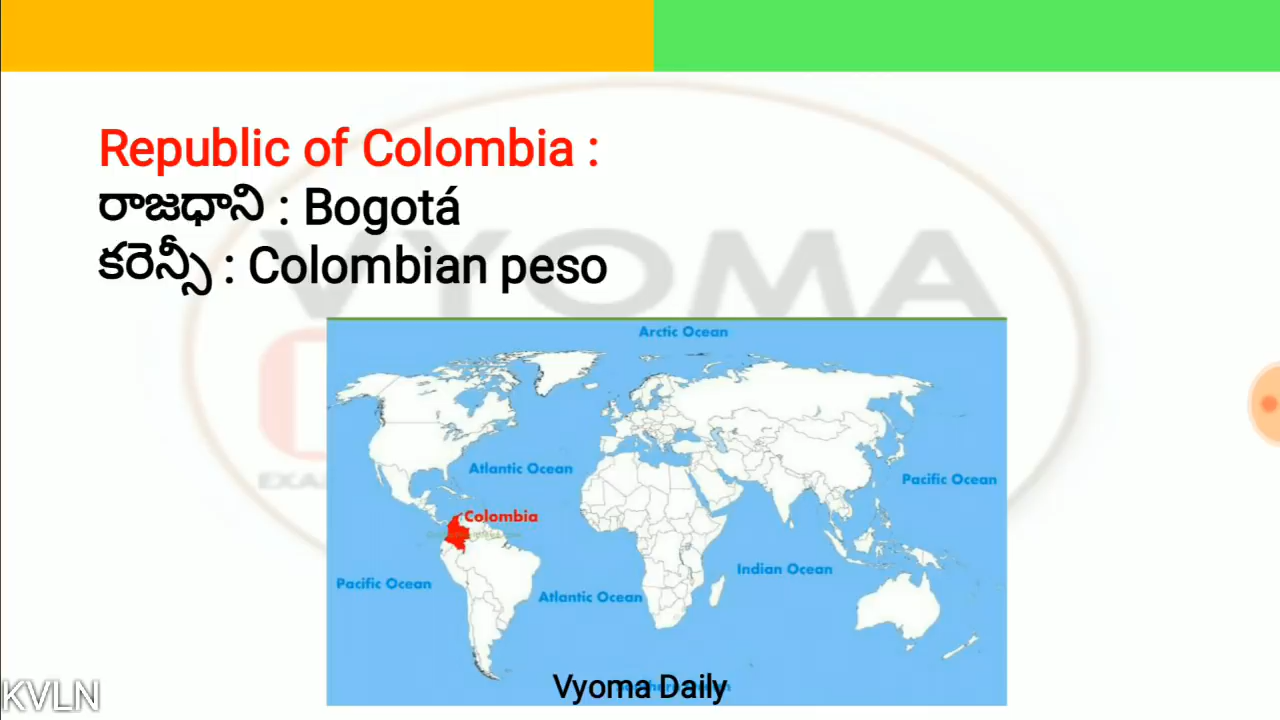 Republic of Colombia :
రాజధాని : Bogotá
కరెన్సీ : Colombian peso
VYOMA
Arctic Ocean
Atlantic Ocean
Pacific Ocean
Colombia
Indian Ocean
Pacific Ocean
Atlantic Ocean
Vyoma Daily
KVLN